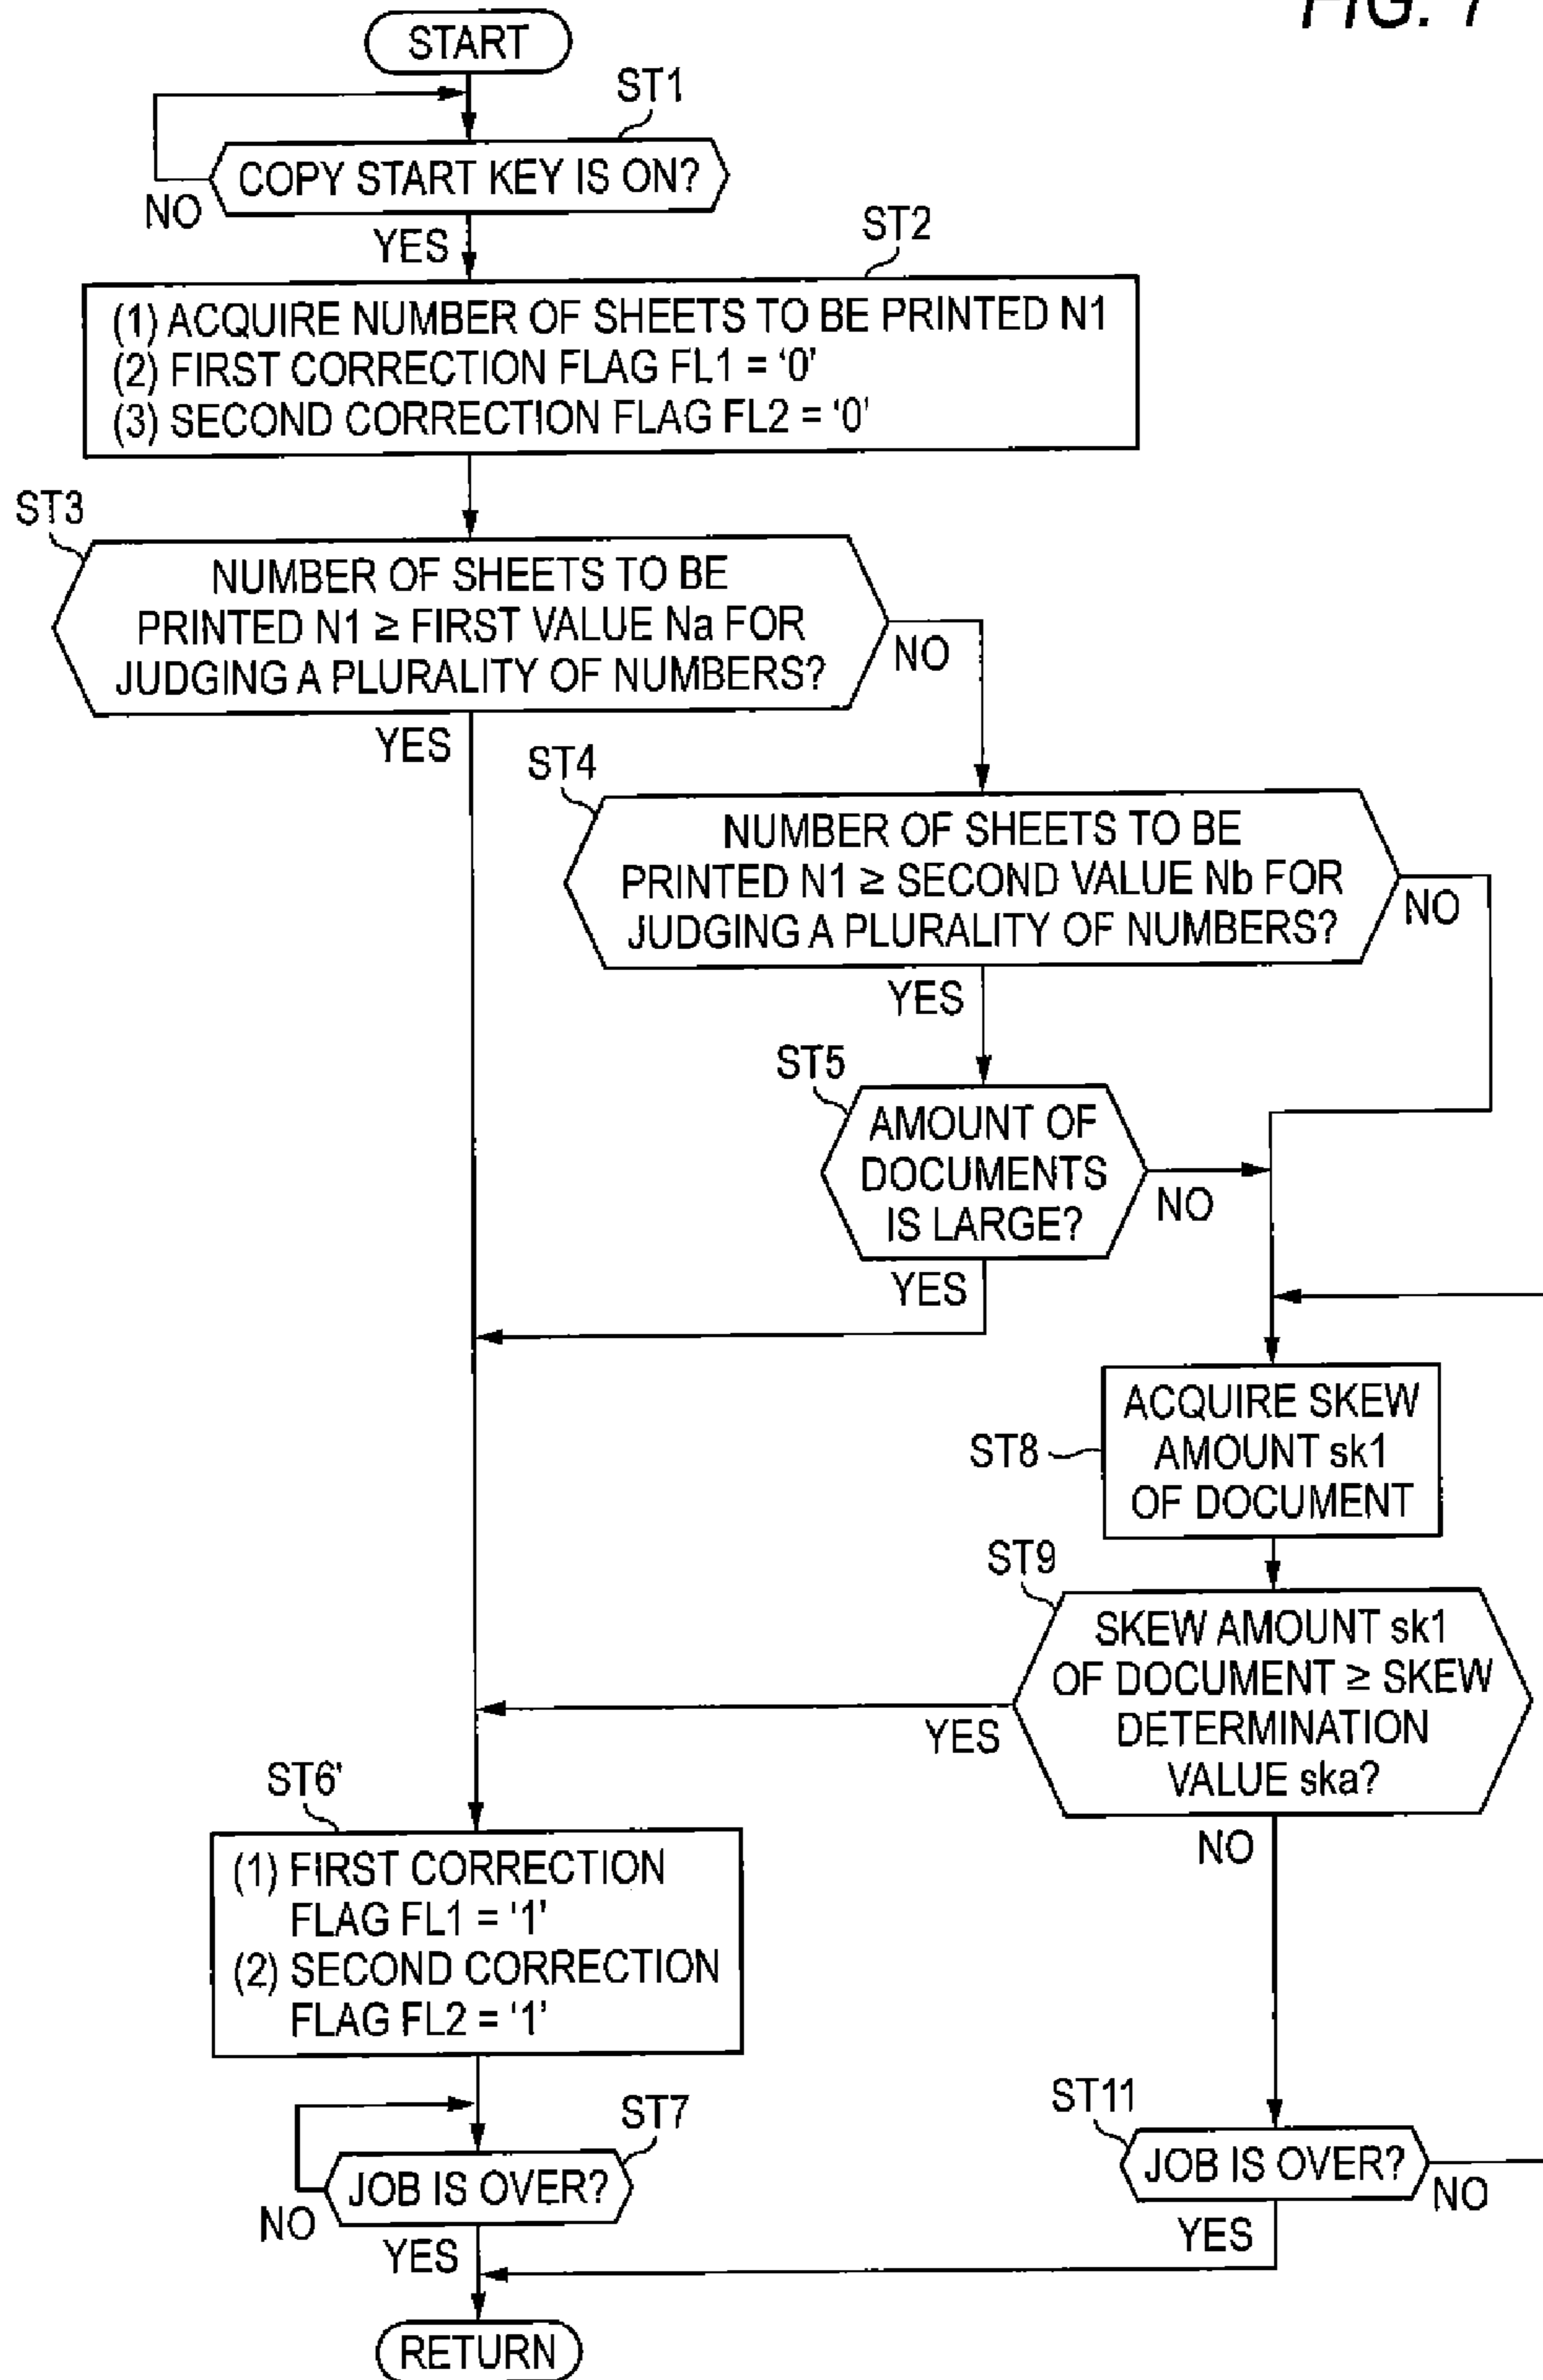 FIG. 7
START
ST1
COPY START KEY IS ON?
NO
YES
ST2
(1) ACQUIRE NUMBER OF SHEETS TO BE PRINTED N1
(2) FIRST CORRECTION FLAG FL1 = '0'
(3) SECOND CORRECTION FLAG FL2 = '0'
ST3
NUMBER OF SHEETS TO BE
PRINTED N1 ≥ FIRST VALUE Na FOR
JUDGING A PLURALITY OF NUMBERS?
NO
YES
ST4
NUMBER OF SHEETS TO BE
PRINTED N1 ≥ SECOND VALUE Nb FOR
JUDGING A PLURALITY OF NUMBERS?
NO
YES
ST5
AMOUNT OF
DOCUMENTS
IS LARGE?
NO
YES
ACQUIRE SKEW
AMOUNT sk1
OF DOCUMENT
ST8
ST9
SKEW AMOUNT sk1
OF DOCUMENT ≥ SKEW
DETERMINATION
VALUE ska?
YES
NO
ST6'
(1) FIRST CORRECTION
FLAG FL1 = '1'
(2) SECOND CORRECTION
FLAG FL2 = '1'
ST7
JOB IS OVER?
NO
YES
ST11
JOB IS OVER?
NO
YES
RETURN